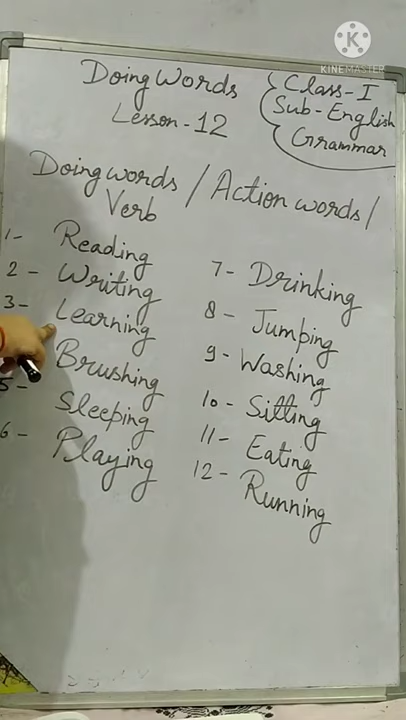 KINEMASTER
Doing Words
Lesson - 12
Class - I
Sub - English
Grammar
Doing words / Action words /
Verb
1- Reading
2 - Writing
3 - Learning
Brushing
5 - Sleeping
6 - Playing
7 - Drinking
8 - Jumping
9 - Washing
10 - Sitting
11 - Eating
12 - Running